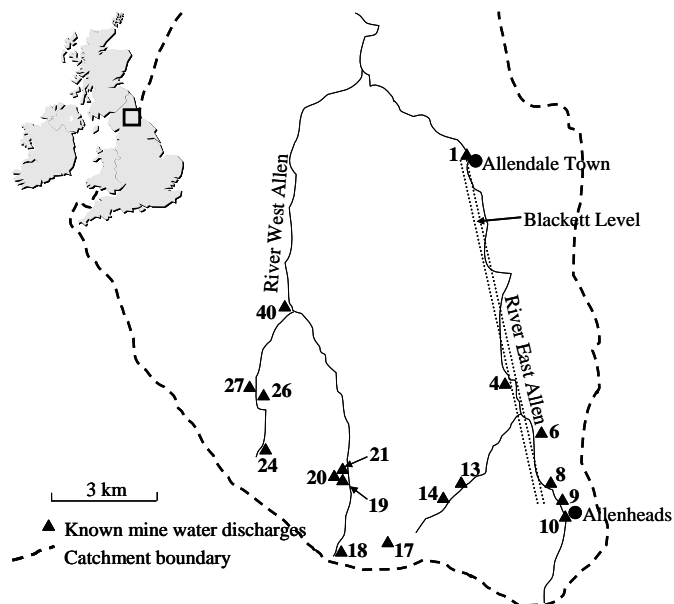 1
Allendale Town
Blackett Level
River West Allen
40
River East Allen
4
27
26
6
24
21
20
13
8
19
14
9
3 km
10
Allenheads
Known mine water discharges
18
17
Catchment boundary